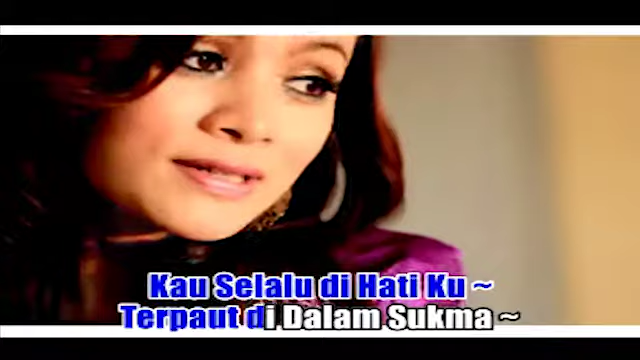 Kau Selalu di Hati Ku ~
Terpaut di Dalam Sukma ~